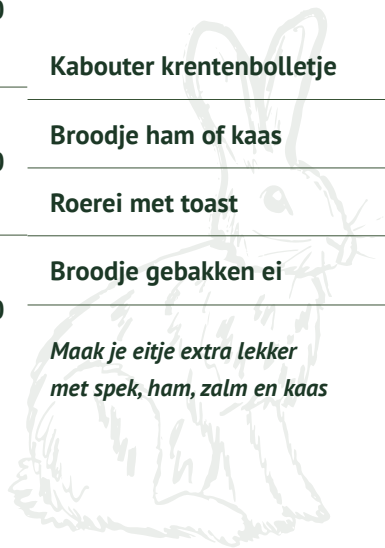 Kabouter krentenbolletje
Broodje ham of kaas
Roerei met toast
Broodje gebakken ei
Maak je eitje extra lekker
met spek, ham, zalm en kaas